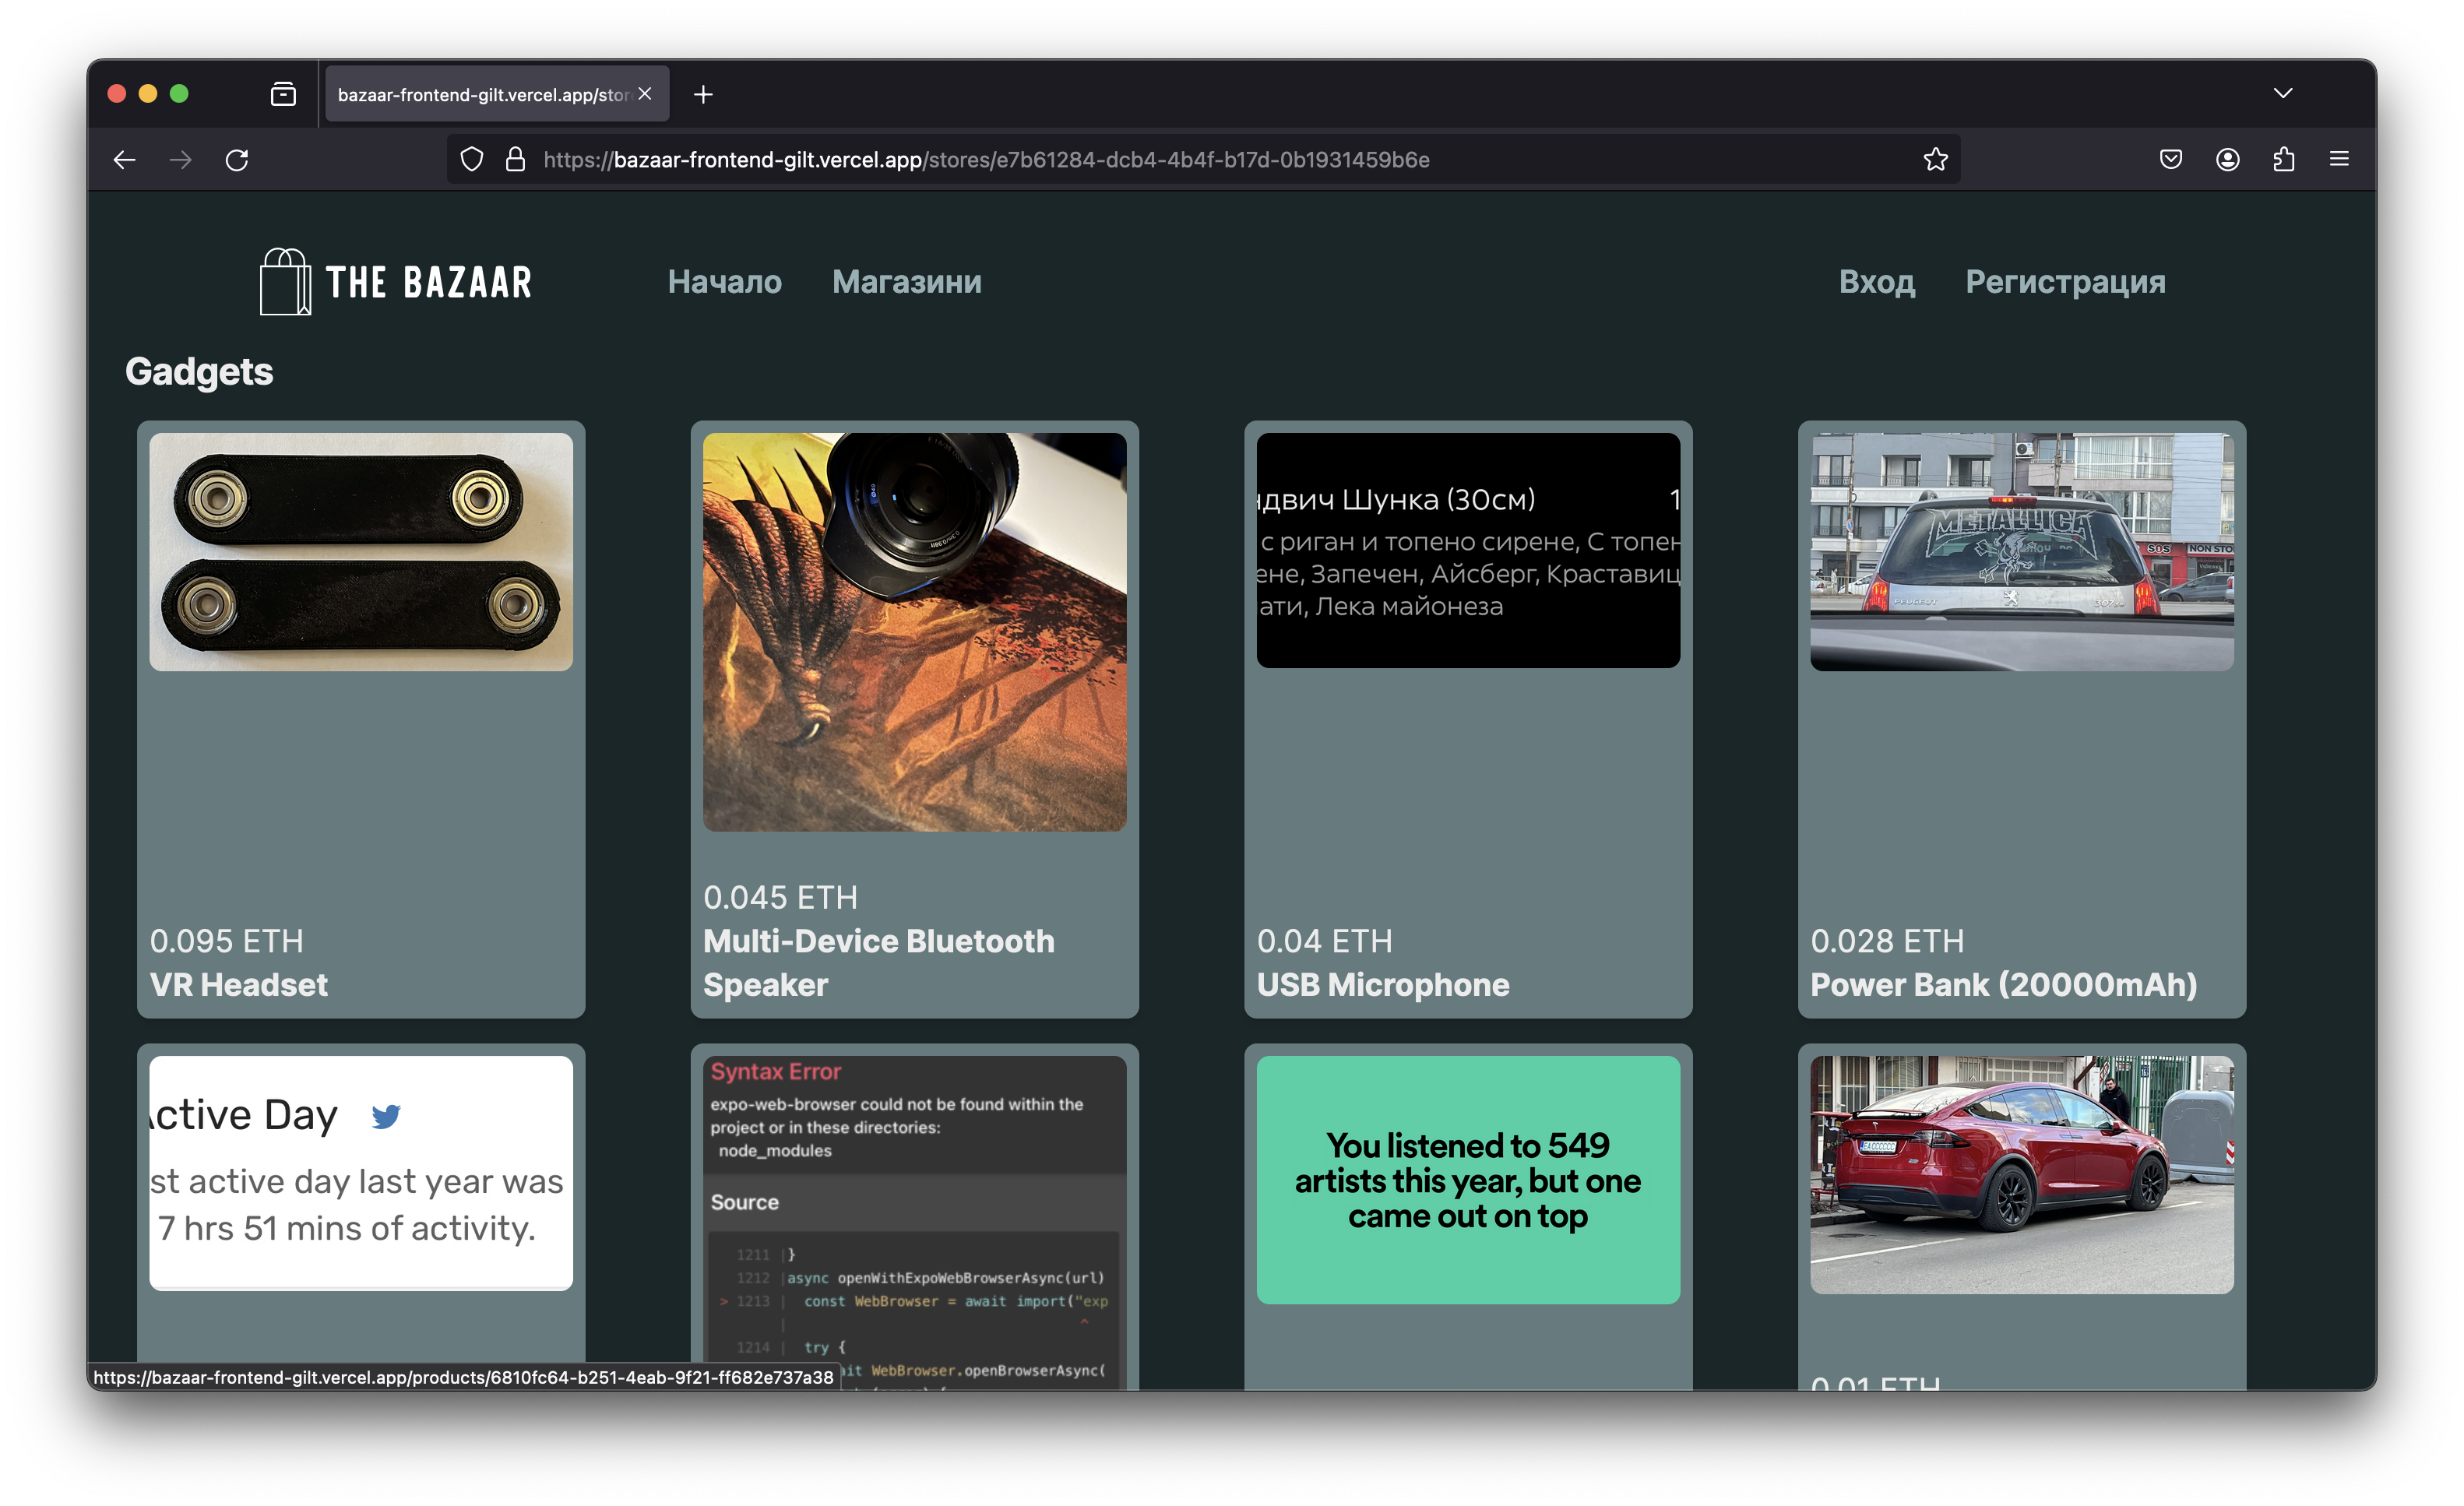 bazaar-frontend-gilt.vercel.app/stor
https://bazaar-frontend-gilt.vercel.app/stores/e7b61284-dcb4-4b4f-b17d-0b1931459b6e
THE BAZAAR
Начало
Магазини
Вход
Регистрация
Gadgets
ндвич Шунка (30см) 1
с риган и топено сирене, С топен
ене, Запечен, Айсберг, Краставиц
ати, Лека майонеза
METALLICA
SOS
NON STO
PEUGEOT
0.095 ETH
VR Headset
0.045 ETH
Multi-Device Bluetooth
Speaker
0.04 ETH
USB Microphone
0.028 ETH
Power Bank (20000mAh)
Active Day
st active day last year was
7 hrs 51 mins of activity.
Syntax Error
expo-web-browser could not be found within the
project or in these directories:
node_modules
Source
1211 |}
1212 |async openWithExpoWebBrowserAsync(url)
> 1213 | const WebBrowser = await import("exp
| ^
1214 | try {
ait WebBrowser.openBrowserAsync(
You listened to 549
artists this year, but one
came out on top
0.01 ETH
https://bazaar-frontend-gilt.vercel.app/products/6810fc64-b251-4eab-9f21-ff682e737a38